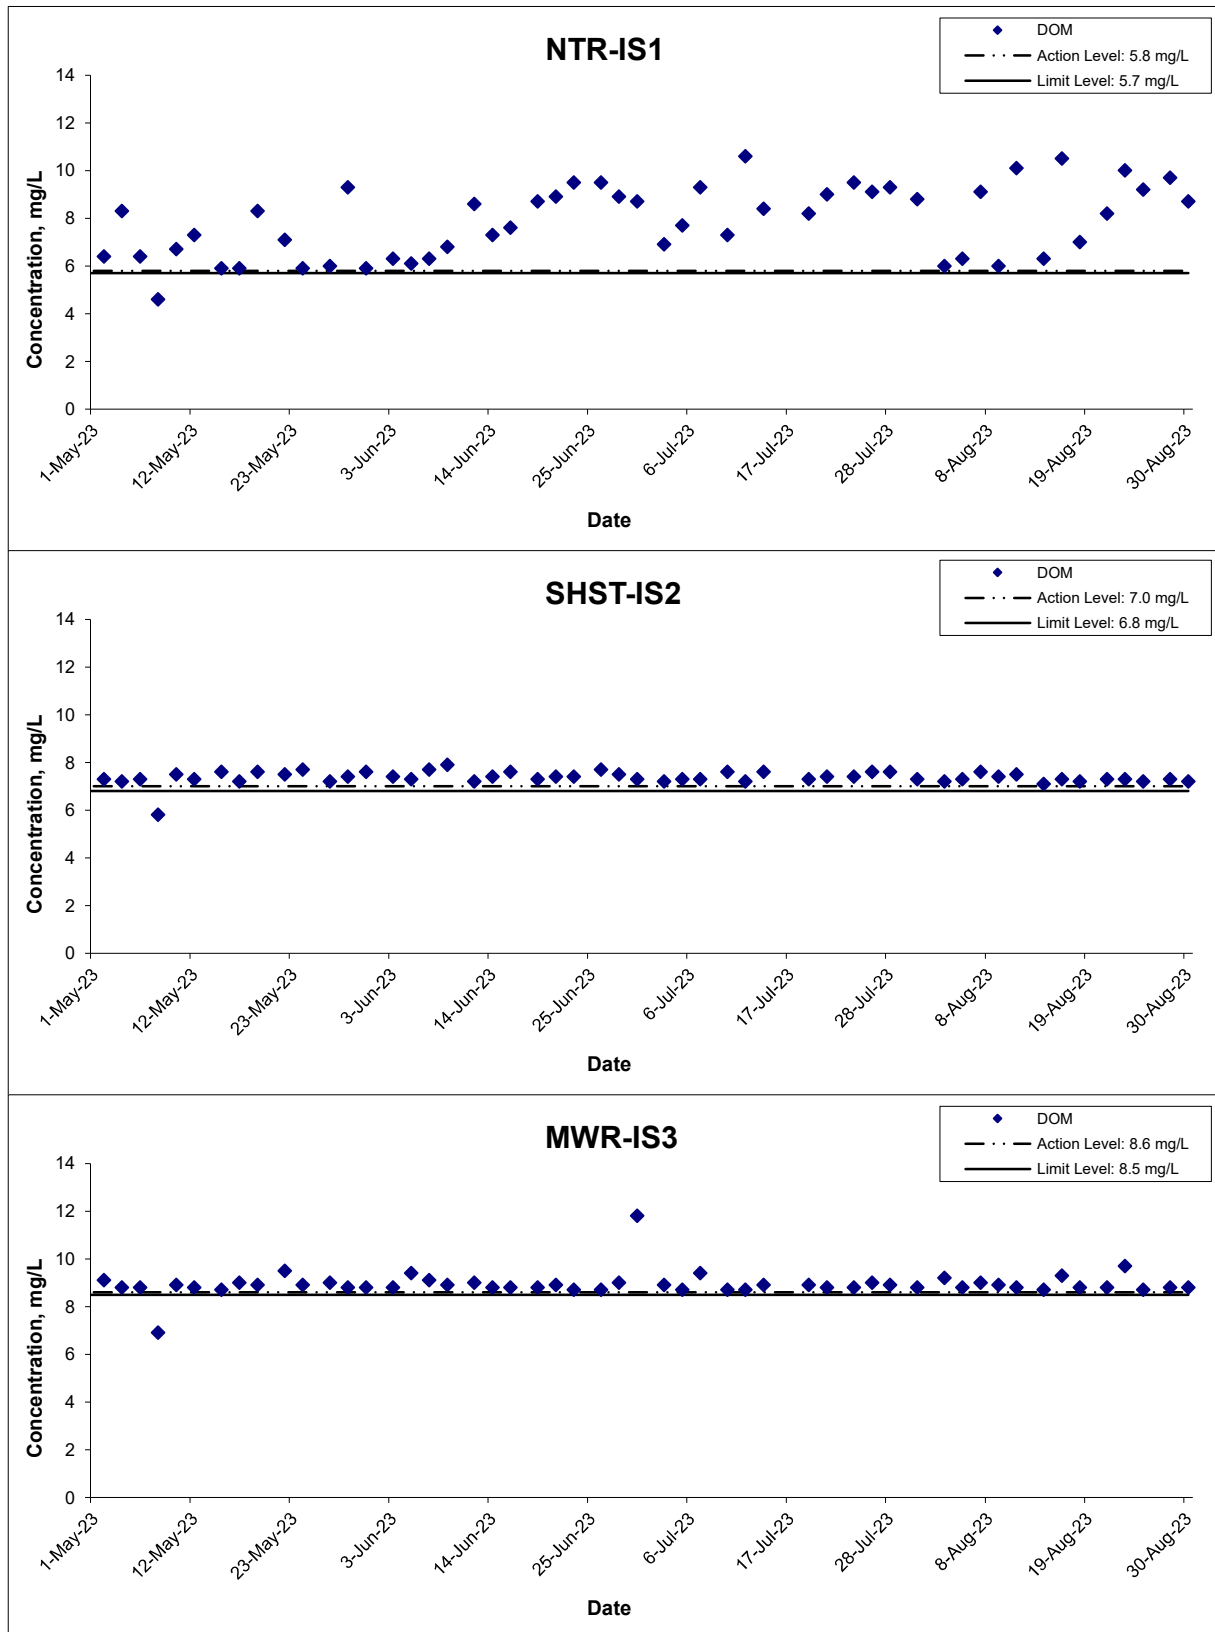 NTR-IS1
DOM
Action Level: 5.8 mg/L
Limit Level: 5.7 mg/L
Concentration, mg/L
14
12
10
8
6
4
2
0
1-May-23
12-May-23
23-May-23
3-Jun-23
14-Jun-23
25-Jun-23
6-Jul-23
17-Jul-23
28-Jul-23
8-Aug-23
19-Aug-23
30-Aug-23
Date
SHST-IS2
DOM
Action Level: 7.0 mg/L
Limit Level: 6.8 mg/L
Concentration, mg/L
14
12
10
8
6
4
2
0
1-May-23
12-May-23
23-May-23
3-Jun-23
14-Jun-23
25-Jun-23
6-Jul-23
17-Jul-23
28-Jul-23
8-Aug-23
19-Aug-23
30-Aug-23
Date
MWR-IS3
DOM
Action Level: 8.6 mg/L
Limit Level: 8.5 mg/L
Concentration, mg/L
14
12
10
8
6
4
2
0
1-May-23
12-May-23
23-May-23
3-Jun-23
14-Jun-23
25-Jun-23
6-Jul-23
17-Jul-23
28-Jul-23
8-Aug-23
19-Aug-23
30-Aug-23
Date